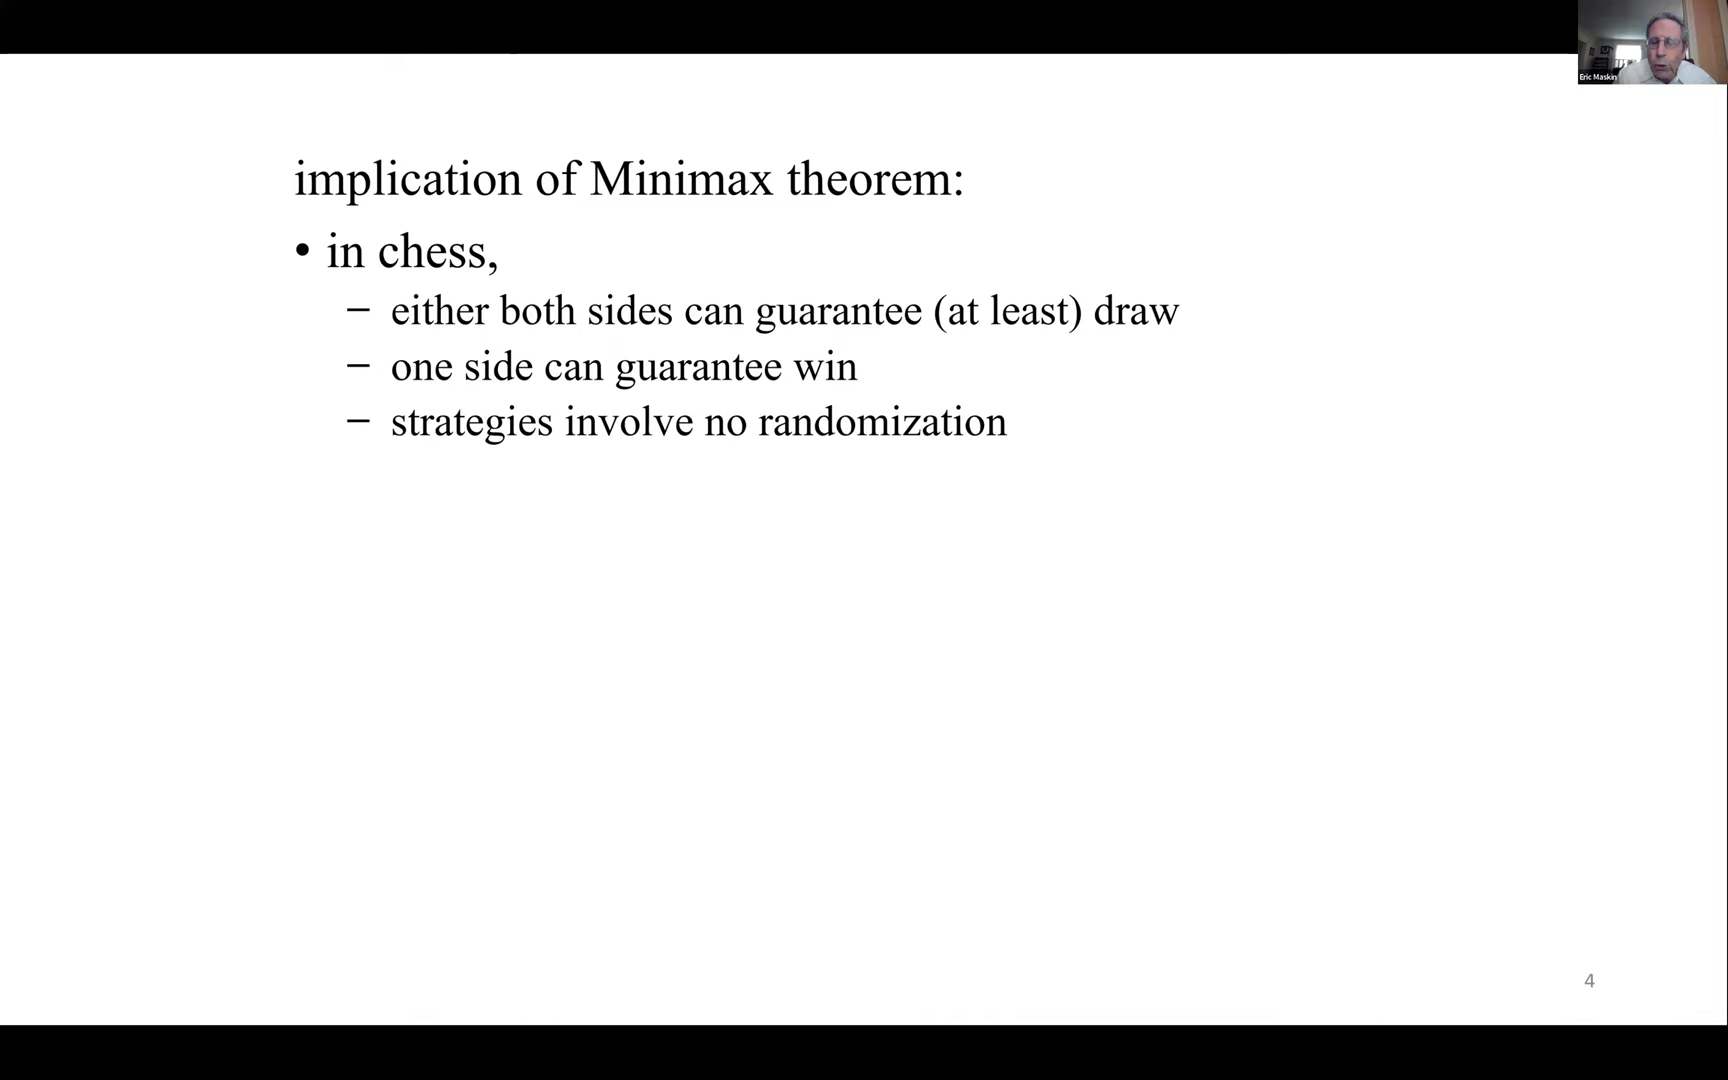 Eric Maskin
implication of Minimax theorem:
• in chess,
– either both sides can guarantee (at least) draw
– one side can guarantee win
– strategies involve no randomization
4